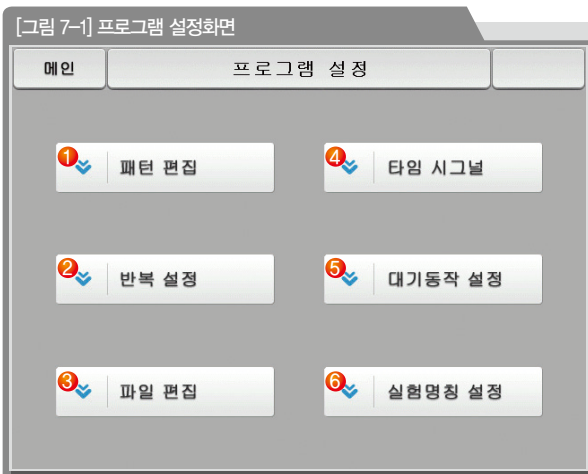 [그림 7-1] 프로그램 설정화면
메인 프로그램 설정
1 패턴 편집
4 타임 시그널
2 반복 설정
5 대기동작 설정
3 파일 편집
6 실험명칭 설정